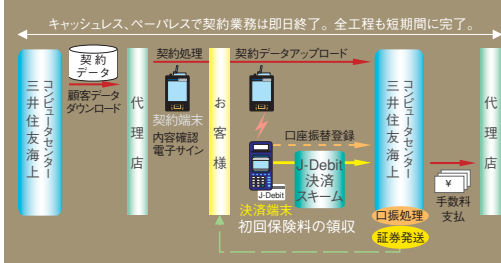 キャッシュレス、ペーパレスで契約業務は即日終了。全工程も短期間に完了。
三井住友海上
コンピュータセンター
契約
データ
顧客データ
ダウンロード
代理店
契約処理
契約端末
内容確認
電子サイン
お客様
契約データアップロード
口座振替登録
J-Debit
決済
スキーム
J-Debit
決済端末
初回保険料の領収
三井住友海上
コンピュータセンター
口振処理
証券発送
¥
手数料
支払
代理店